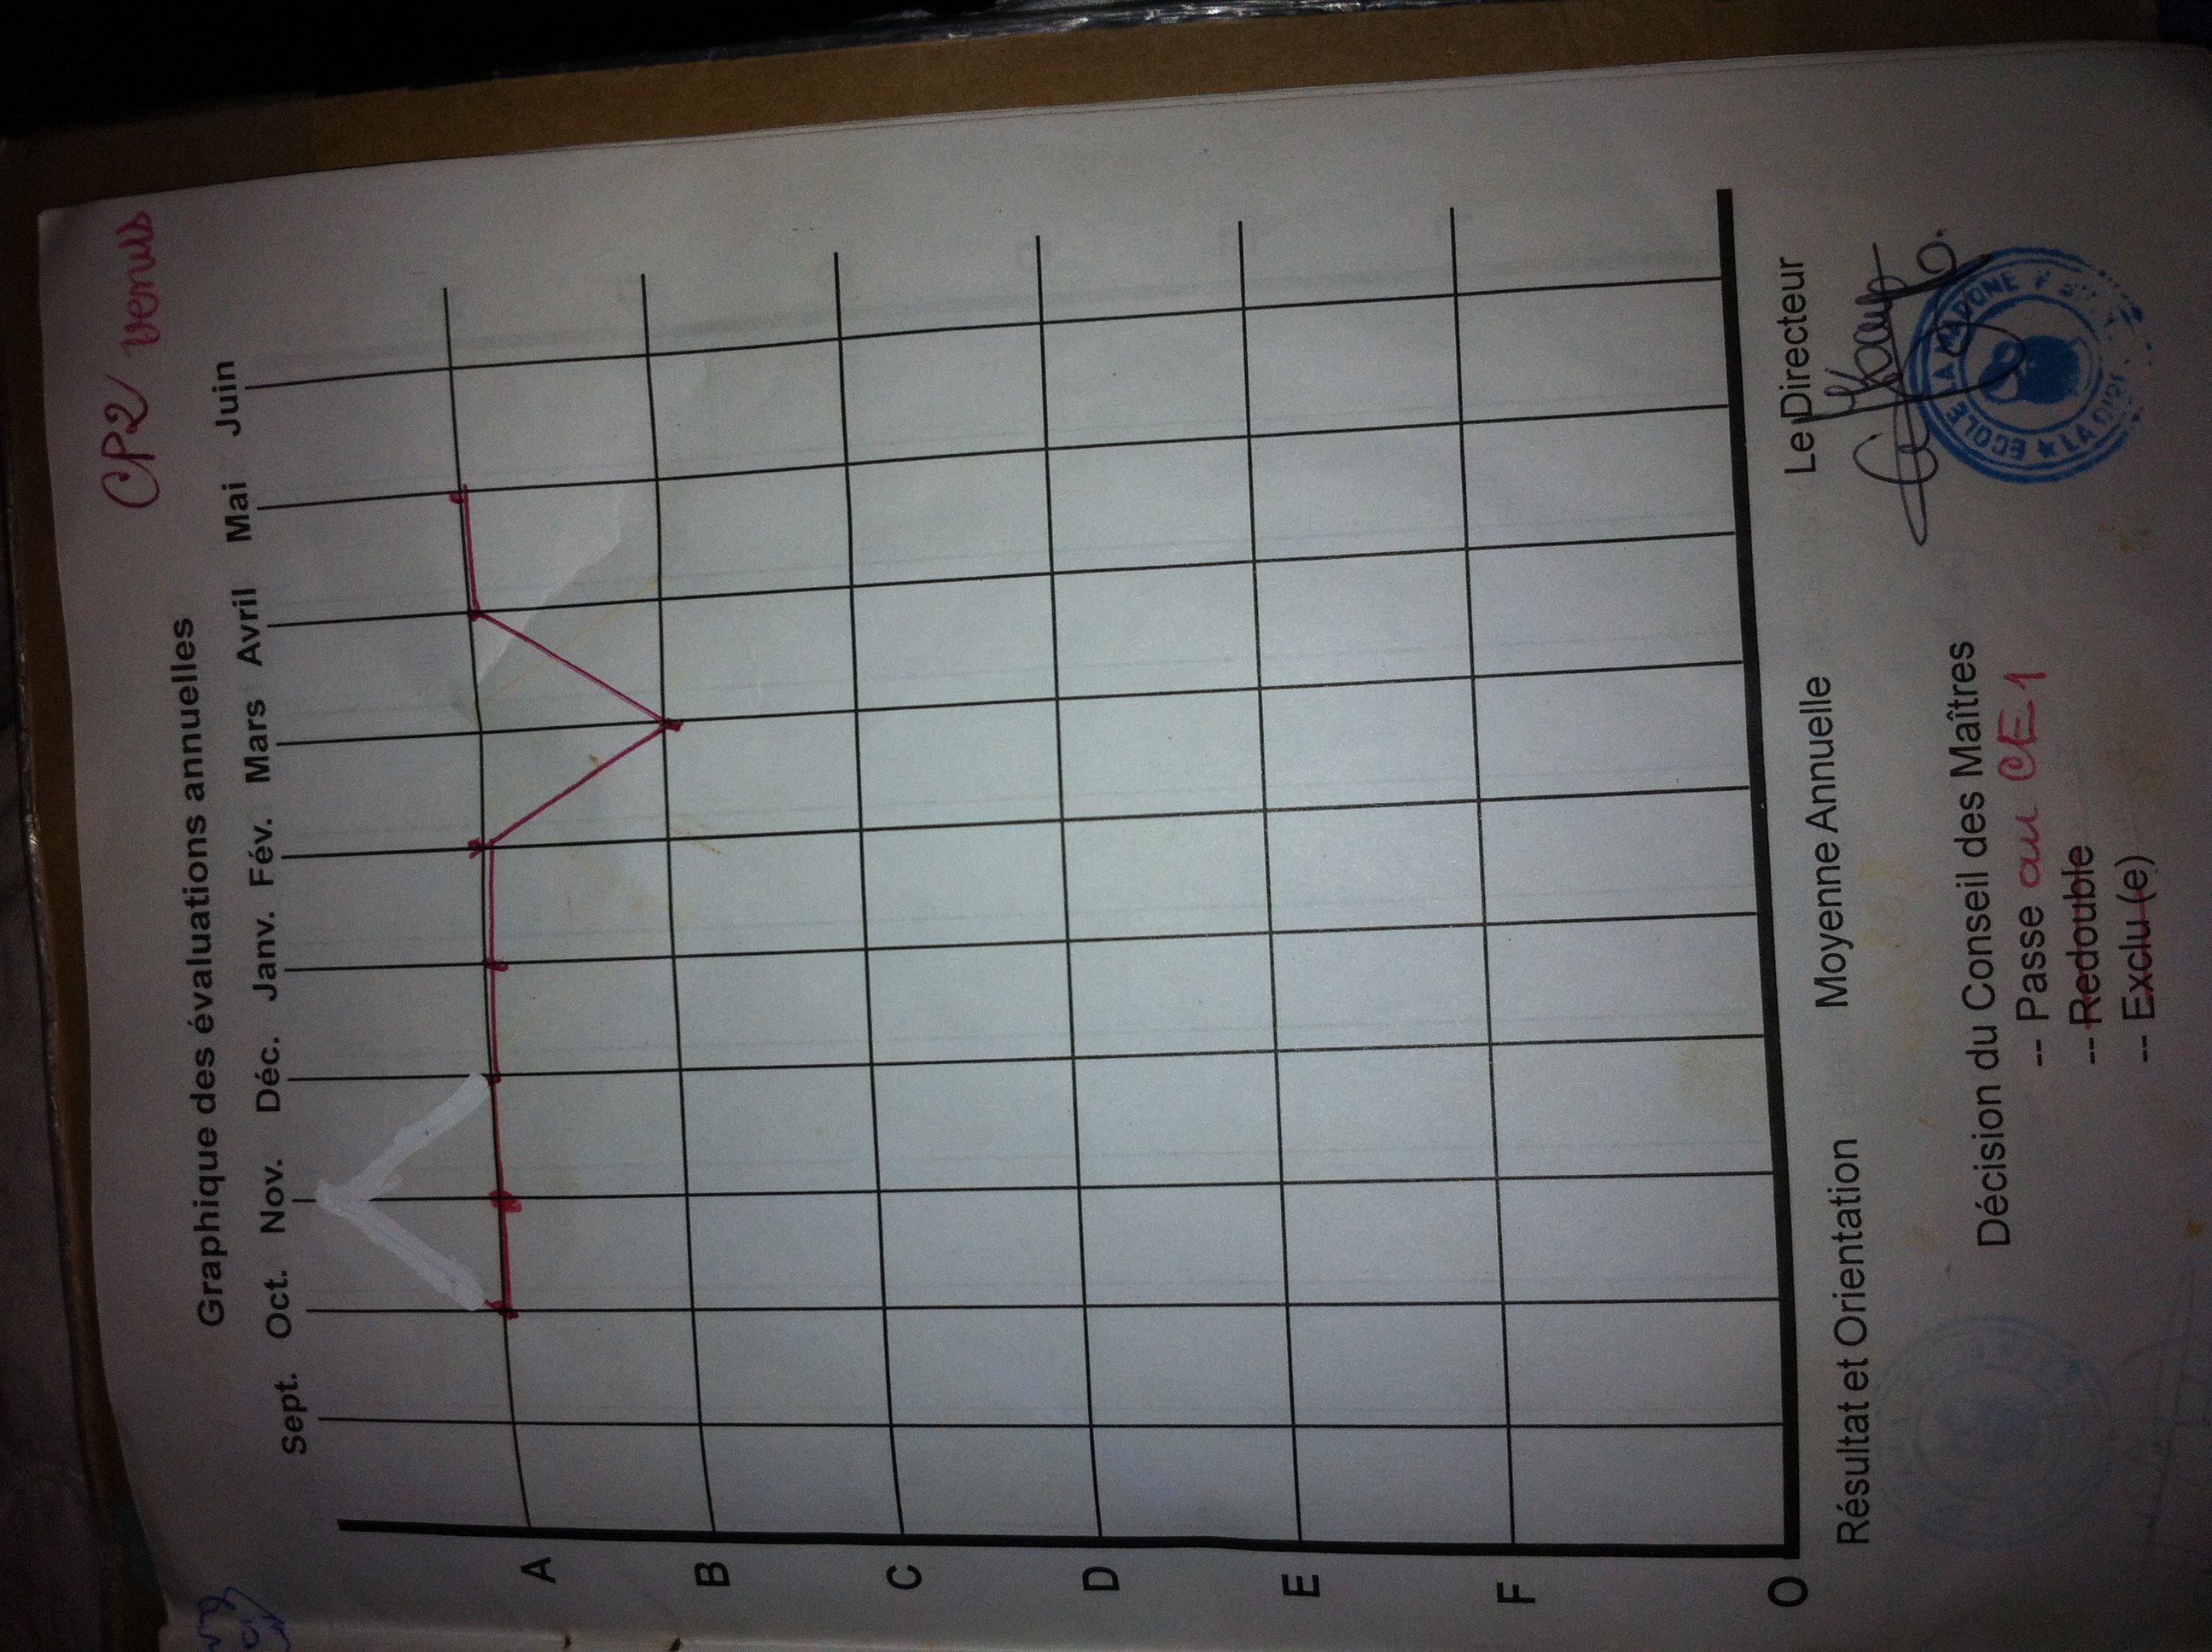 CP2 venus
Graphique des évaluations annuelles
Sept. Oct. Nov. Déc. Janv. Fév. Mars Avril Mai Juin
A
B
C
D
E
F
O
Résultat et Orientation Moyenne Annuelle Le Directeur
Décision du Conseil des Maîtres
-- Passe au CE1
-- Redouble
-- Exclu (e)
ECOLE LA MADONE